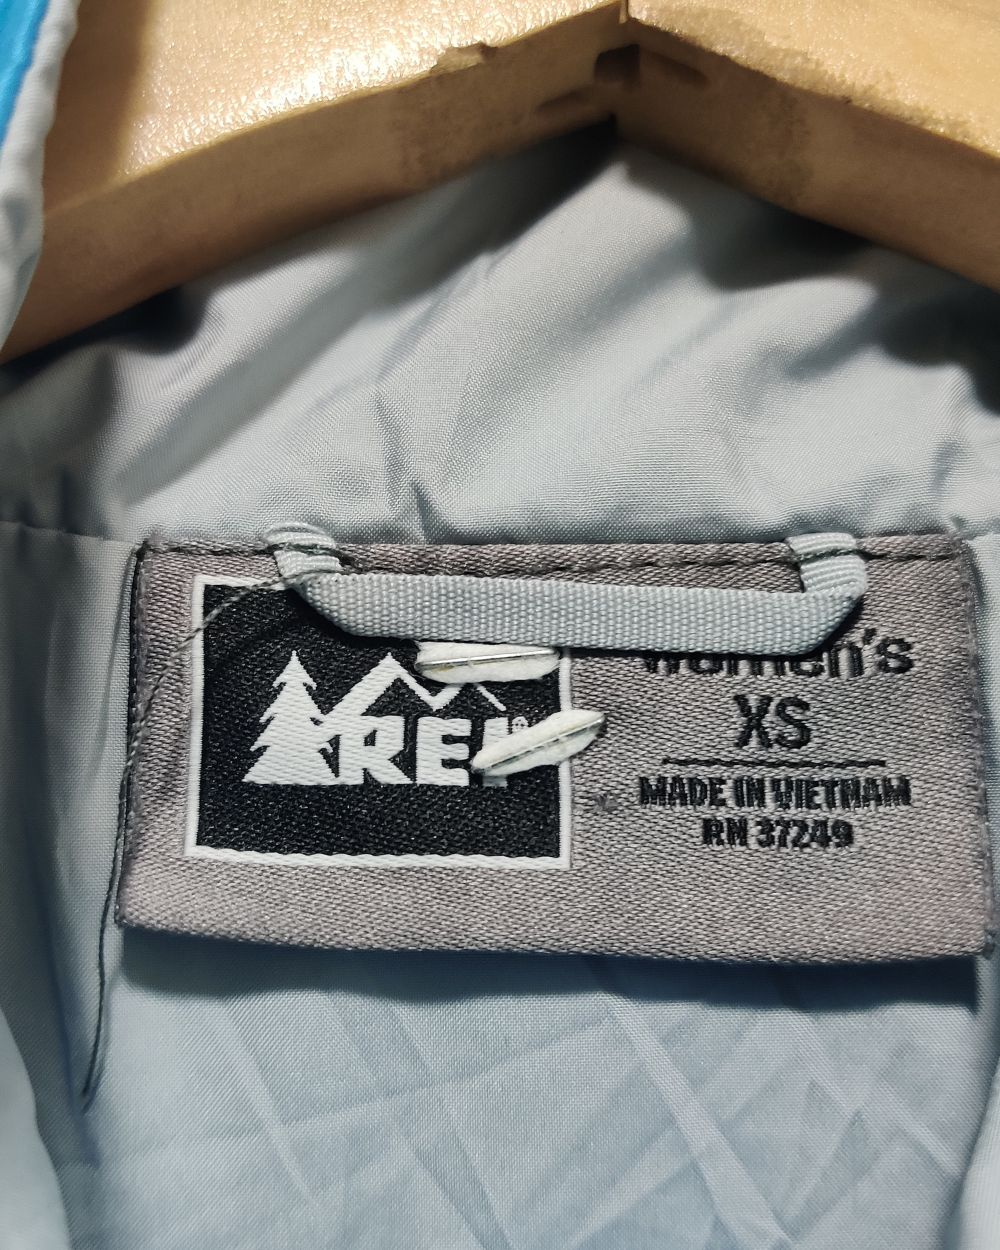 REI®
women's
XS
MADE IN VIETNAM
RN 37249